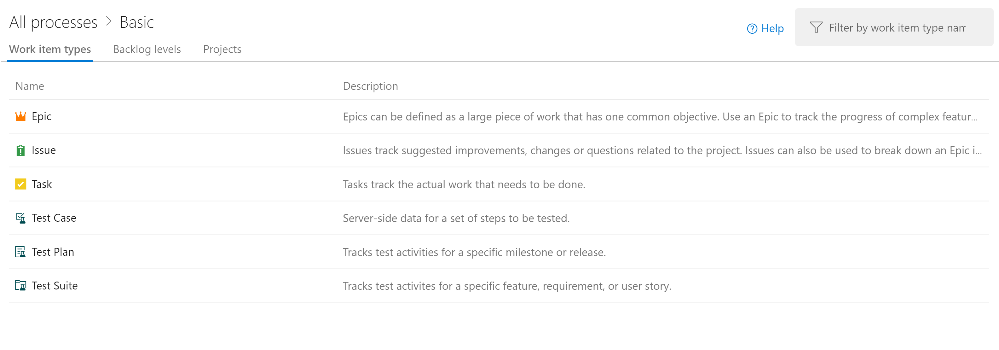 All processes > Basic
Help
Filter by work item type nam
Work item types Backlog levels Projects
Name Description
Epic Epics can be defined as a large piece of work that has one common objective. Use an Epic to track the progress of complex featur...
Issue Issues track suggested improvements, changes or questions related to the project. Issues can also be used to break down an Epic i...
Task Tasks track the actual work that needs to be done.
Test Case Server-side data for a set of steps to be tested.
Test Plan Tracks test activities for a specific milestone or release.
Test Suite Tracks test activites for a specific feature, requirement, or user story.